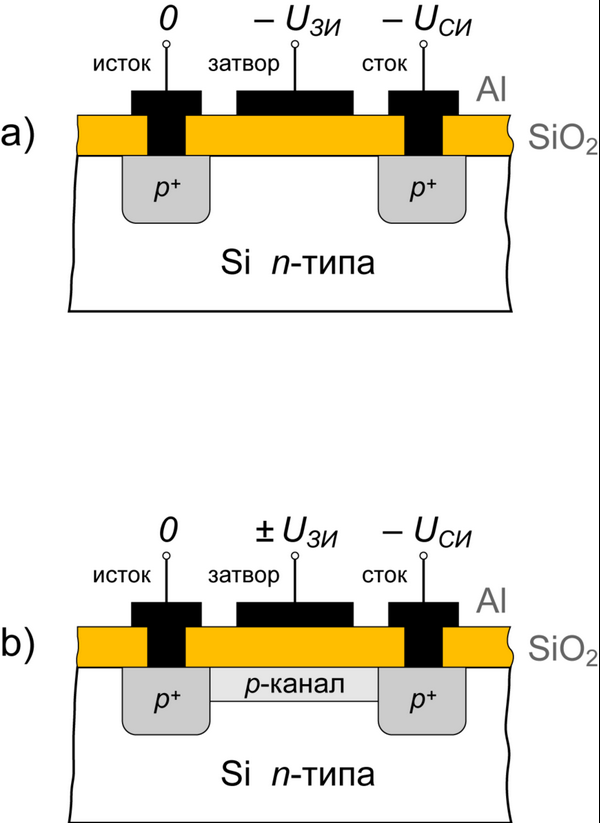 0 – UЗИ – UСИ
исток затвор сток
Al
a)
SiO2
p+ p+
Si n-типа
0 ± UЗИ – UСИ
исток затвор сток
Al
b)
SiO2
p+ p-канал p+
Si n-типа